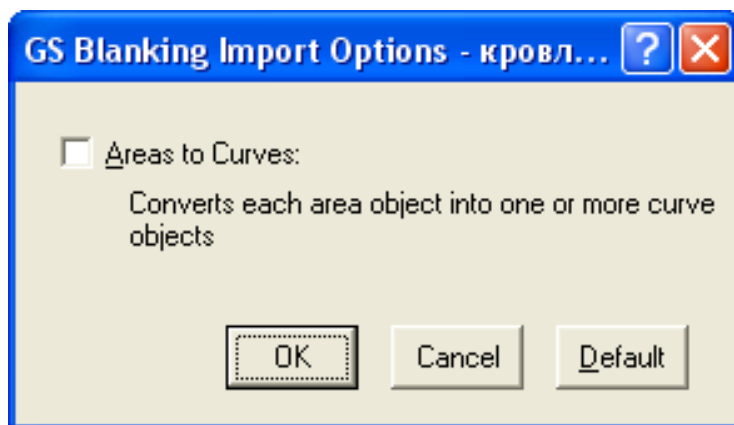 GS Blanking Import Options - кровл... ?
Areas to Curves:
Converts each area object into one or more curve
objects
OK Cancel Default